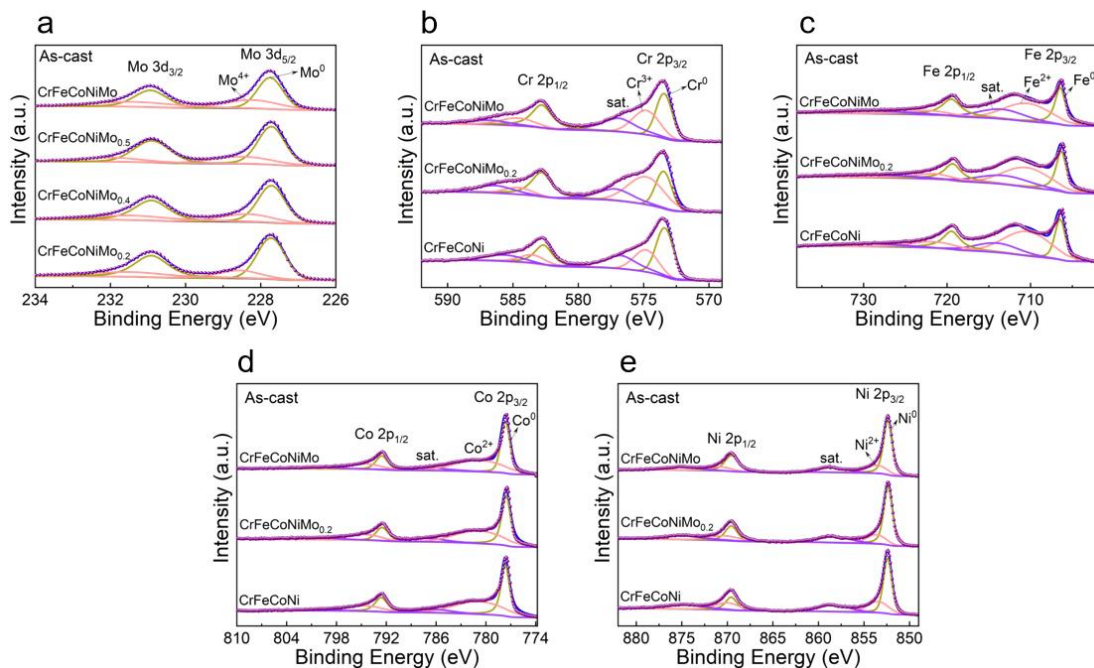 a
As-cast
Mo 3d3/2
Mo 3d5/2
Mo4+
Mo0
CrFeCoNiMo
CrFeCoNiMo0.5
CrFeCoNiMo0.4
CrFeCoNiMo0.2
Intensity (a.u.)
234 232 230 228 226
Binding Energy (eV)
b
As-cast
Cr 2p1/2
Cr 2p3/2
sat.
Cr3+
Cr0
CrFeCoNiMo
CrFeCoNiMo0.2
CrFeCoNi
Intensity (a.u.)
590 585 580 575 570
Binding Energy (eV)
c
As-cast
Fe 2p1/2
Fe 2p3/2
sat.
Fe2+
Fe0
CrFeCoNiMo
CrFeCoNiMo0.2
CrFeCoNi
Intensity (a.u.)
730 720 710
Binding Energy (eV)
d
As-cast
Co 2p1/2
Co 2p3/2
sat.
Co2+
Co0
CrFeCoNiMo
CrFeCoNiMo0.2
CrFeCoNi
Intensity (a.u.)
810 804 798 792 786 780 774
Binding Energy (eV)
e
As-cast
Ni 2p1/2
Ni 2p3/2
sat.
Ni2+
Ni0
CrFeCoNiMo
CrFeCoNiMo0.2
CrFeCoNi
Intensity (a.u.)
880 875 870 865 860 855 850
Binding Energy (eV)